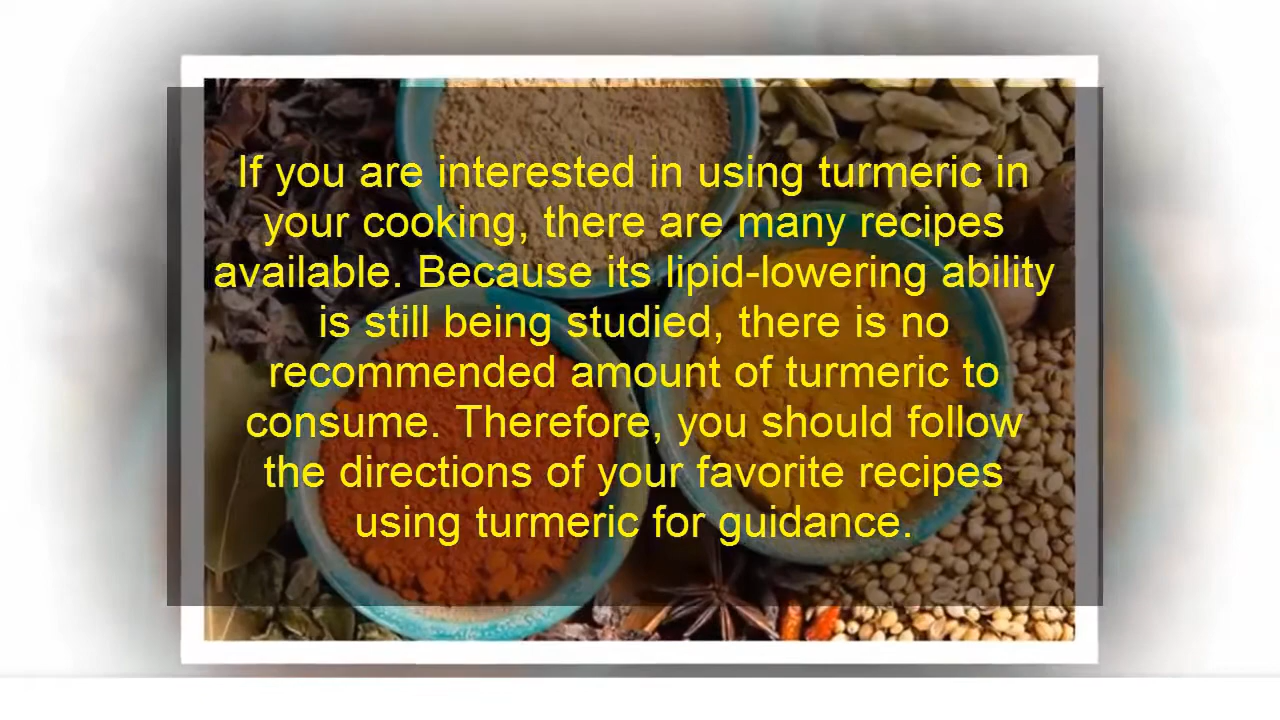 If you are interested in using turmeric in
your cooking, there are many recipes
available. Because its lipid-lowering ability
is still being studied, there is no
recommended amount of turmeric to
consume. Therefore, you should follow
the directions of your favorite recipes
using turmeric for guidance.